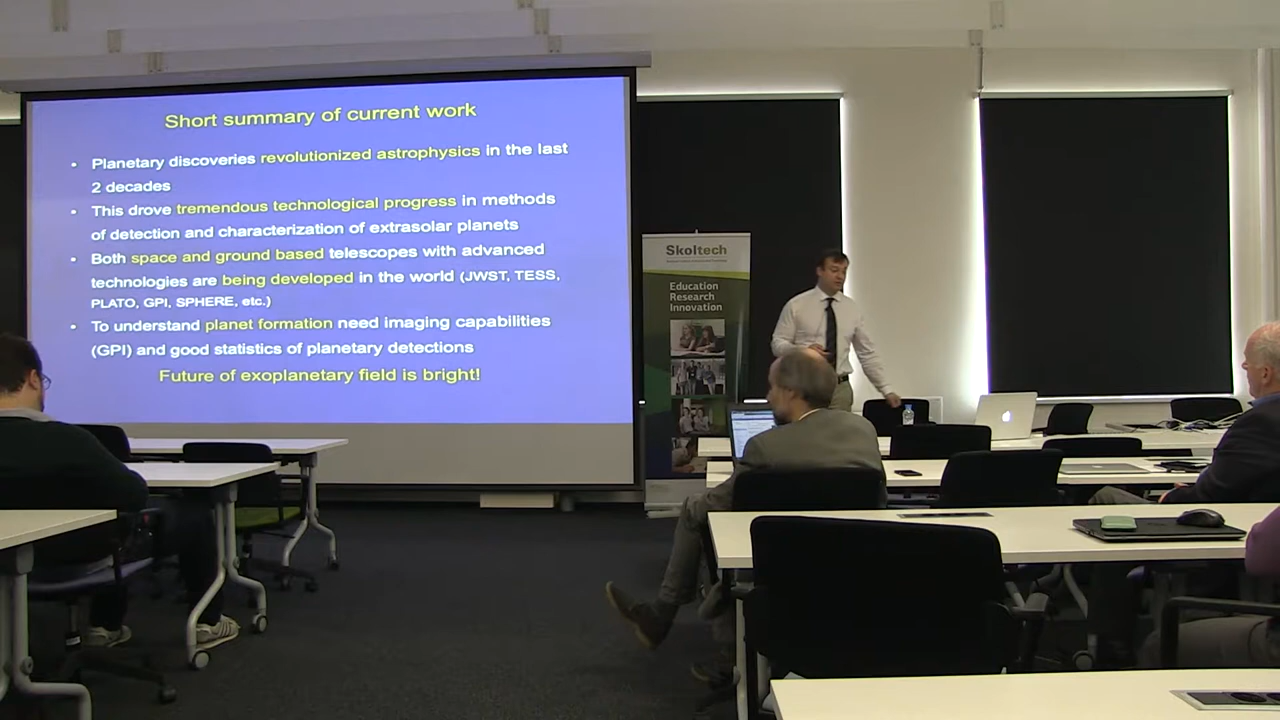 Short summary of current work
• Planetary discoveries revolutionized astrophysics in the last
2 decades
• This drove tremendous technological progress in methods
of detection and characterization of extrasolar planets
• Both space and ground based telescopes with advanced
technologies are being developed in the world (JWST, TESS,
PLATO, GPI, SPHERE, etc.)
• To understand planet formation need imaging capabilities
(GPI) and good statistics of planetary detections
Future of exoplanetary field is bright!
Skoltech
Education
Research
Innovation